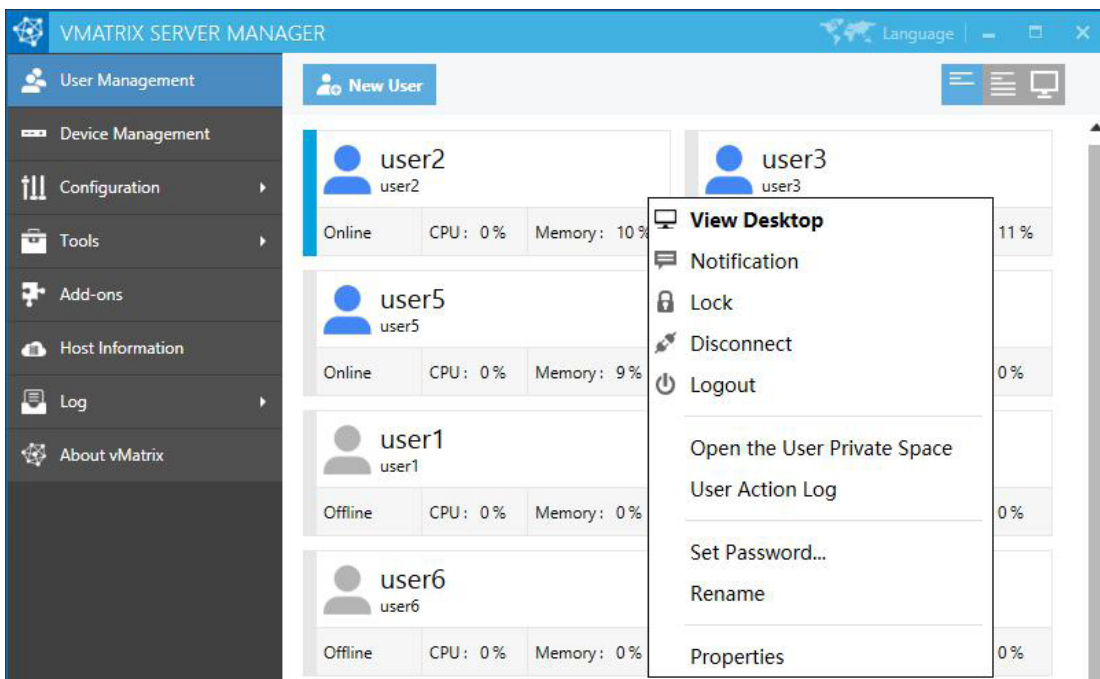 VMATRIX SERVER MANAGER
Language
User Management
Device Management
Configuration
Tools
Add-ons
Host Information
Log
About vMatrix
New User
user2
user2
Online CPU: 0% Memory: 10%
user3
user3
11%
user5
user5
Online CPU: 0% Memory: 9%
0%
user1
user1
Offline CPU: 0% Memory: 0%
0%
user6
user6
Offline CPU: 0% Memory: 0%
0%
View Desktop
Notification
Lock
Disconnect
Logout
Open the User Private Space
User Action Log
Set Password...
Rename
Properties